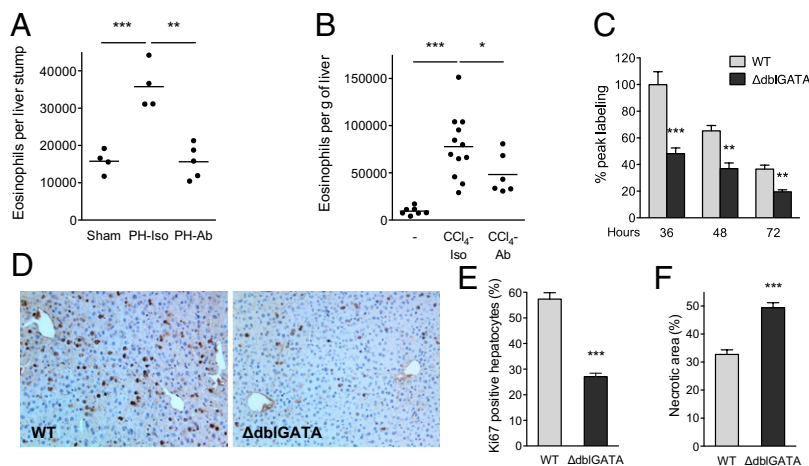 A
*** **
Eosinophils per liver stump
50000
40000
30000
20000
10000
0
Sham PH-Iso PH-Ab
B
*** *
Eosinophils per g of liver
150000
100000
50000
0
- CCl4-Iso CCl4-Ab
C
% peak labeling
120
100
80
60
40
20
0
WT
ΔdblGATA
***
**
**
Hours 36 48 72
D
WT
ΔdblGATA
E
Ki67 positive hepatocytes (%)
70
60
50
40
30
20
10
0
***
WT ΔdblGATA
F
Necrotic area (%)
60
50
40
30
20
10
0
***
WT ΔdblGATA